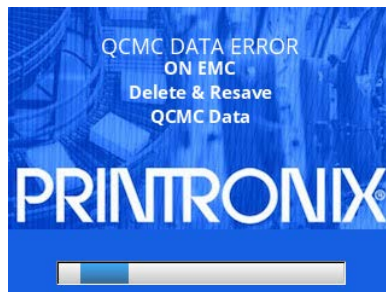 QCMC DATA ERROR
ON EMC
Delete & Resave
QCMC Data
PRINTRONIX®